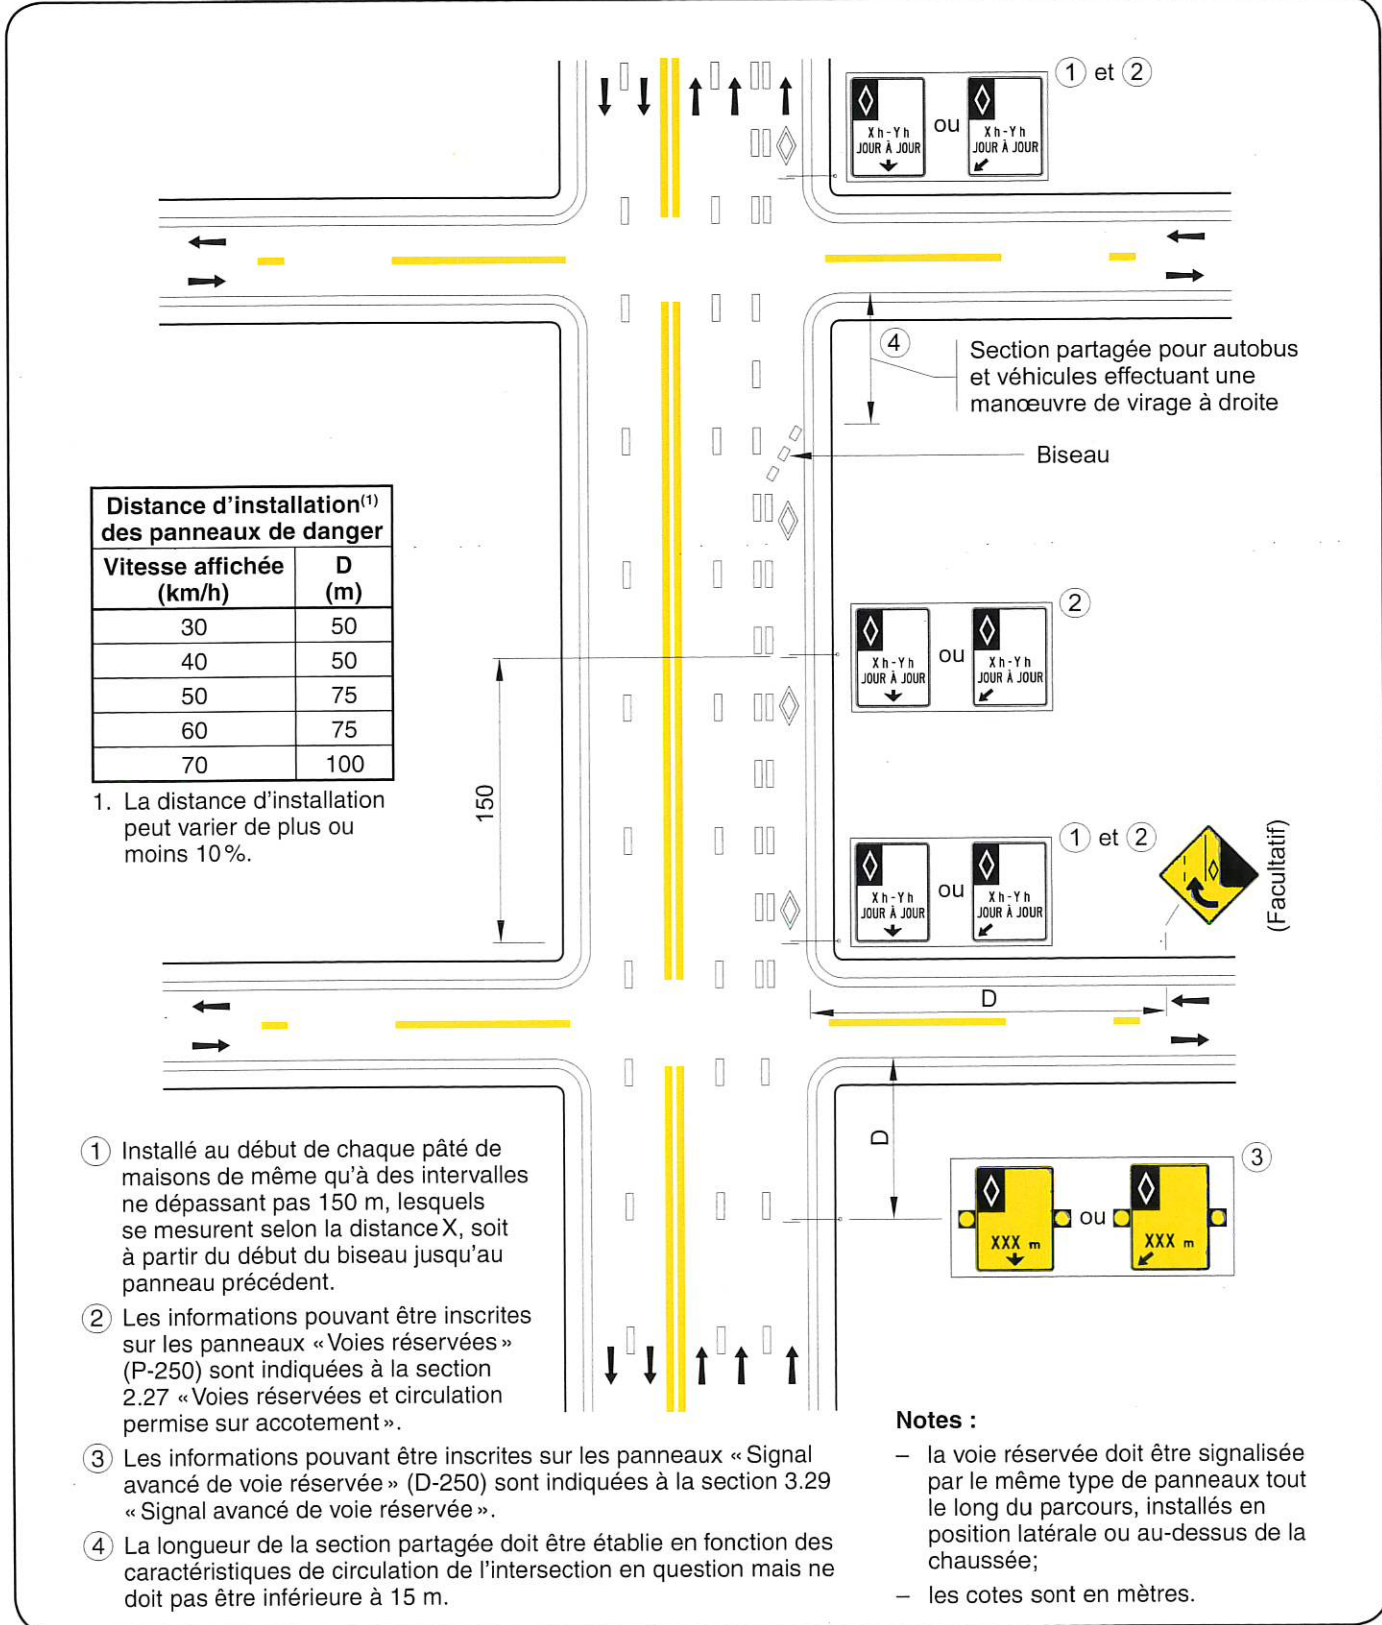 1 et 2
Xh-Yh
JOUR À JOUR
ou
Xh-Yh
JOUR À JOUR
4
Section partagée pour autobus
et véhicules effectuant une
manœuvre de virage à droite
Biseau
Distance d'installation(1)
des panneaux de danger
Vitesse affichée
(km/h)
D
(m)
30 50
40 50
50 75
60 75
70 100
1. La distance d'installation
peut varier de plus ou
moins 10 %.
2
Xh-Yh
JOUR À JOUR
ou
Xh-Yh
JOUR À JOUR
150
1 et 2
Xh-Yh
JOUR À JOUR
ou
Xh-Yh
JOUR À JOUR
(Facultatif)
D
D
3
XXX m
ou
XXX m
1 Installé au début de chaque pâté de
maisons de même qu'à des intervalles
ne dépassant pas 150 m, lesquels
se mesurent selon la distance X, soit
à partir du début du biseau jusqu'au
panneau précédent.
2 Les informations pouvant être inscrites
sur les panneaux « Voies réservées »
(P-250) sont indiquées à la section
2.27 « Voies réservées et circulation
permise sur accotement ».
3 Les informations pouvant être inscrites sur les panneaux « Signal
avancé de voie réservée » (D-250) sont indiquées à la section 3.29
« Signal avancé de voie réservée ».
4 La longueur de la section partagée doit être établie en fonction des
caractéristiques de circulation de l'intersection en question mais ne
doit pas être inférieure à 15 m.
Notes :
– la voie réservée doit être signalisée
par le même type de panneaux tout
le long du parcours, installés en
position latérale ou au-dessus de la
chaussée;
– les cotes sont en mètres.